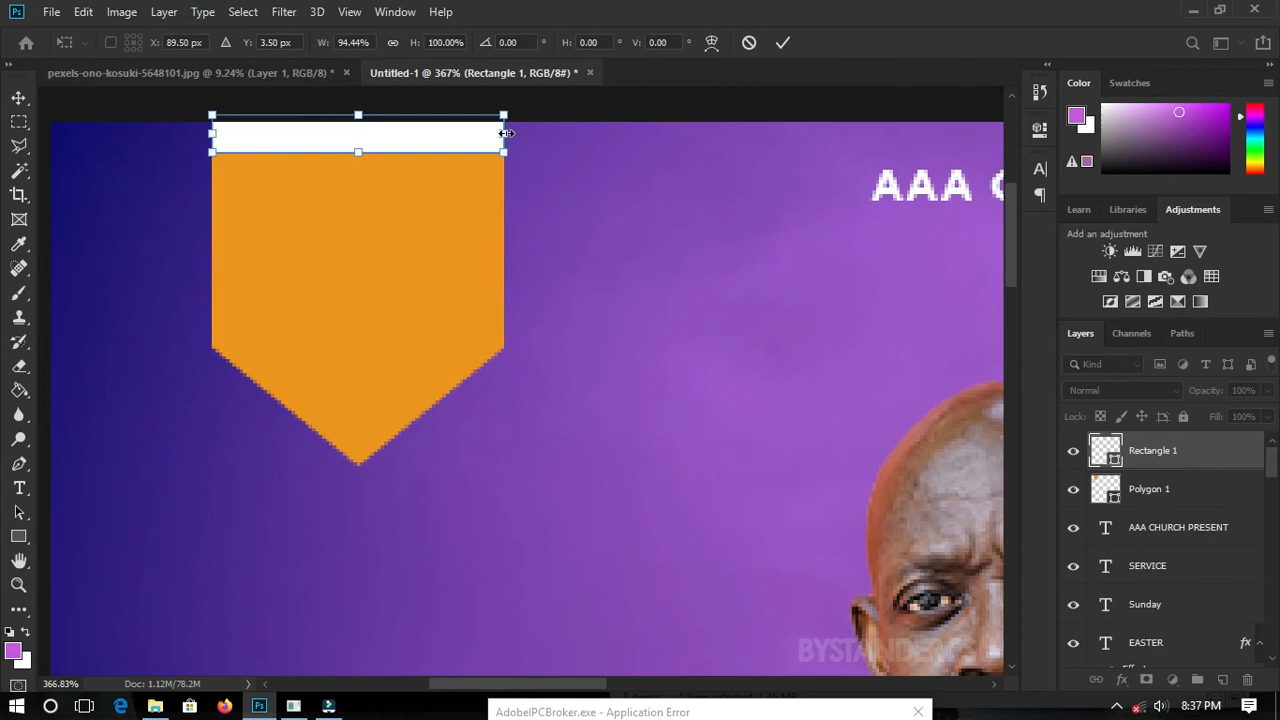 Ps File Edit Image Layer Type Select Filter 3D View Window Help
X: 89.50 px Y: 3.50 px W: 94.44% H: 100.00% 0.00 ° H: 0.00 ° V: 0.00 °
pexels-ono-kosuki-5648101.jpg @ 9.24% (Layer 1, RGB/8) * Untitled-1 @ 367% (Rectangle 1, RGB/8#) *
Color Swatches
AAA
Learn Libraries Adjustments
Add an adjustment
Layers Channels Paths
Kind
Normal Opacity: 100%
Lock: Fill: 100%
Rectangle 1
Polygon 1
AAA CHURCH PRESENT
SERVICE
Sunday
EASTER fx
366.83% Doc: 1.12M/78.2M
AdobeIPCBroker.exe - Application Error
8:37 PM